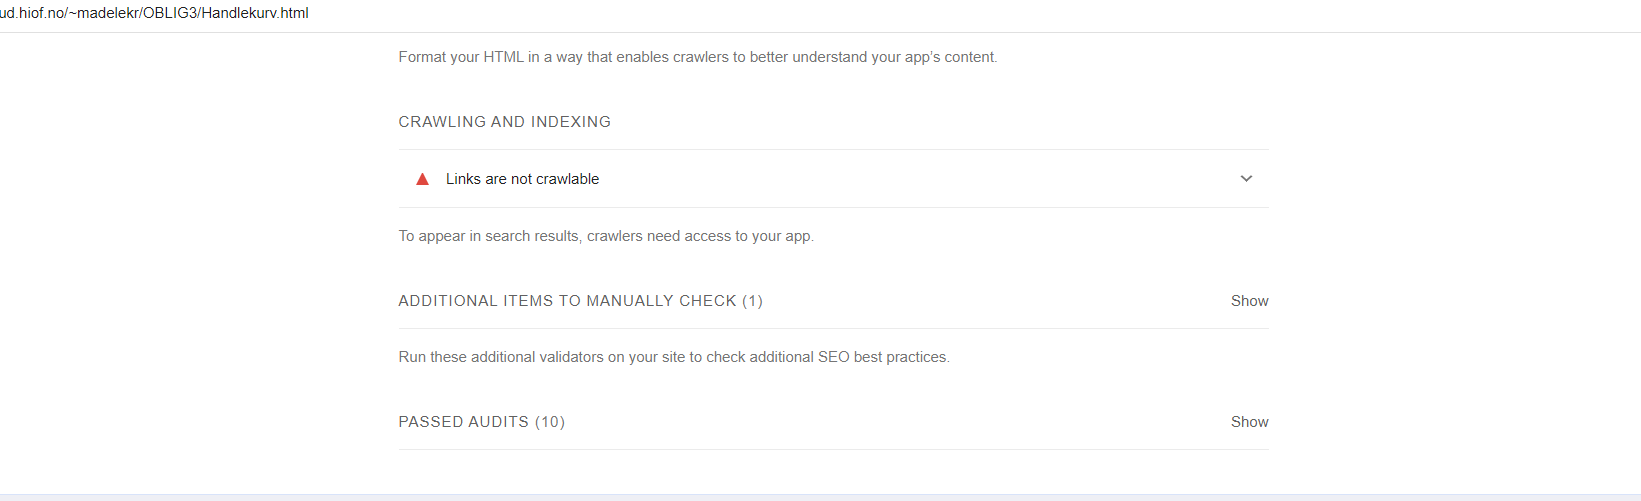 ud.hiof.no/~madelekr/OBLIG3/Handlekurv.html
Format your HTML in a way that enables crawlers to better understand your app’s content.
CRAWLING AND INDEXING
Links are not crawlable
To appear in search results, crawlers need access to your app.
ADDITIONAL ITEMS TO MANUALLY CHECK (1) Show
Run these additional validators on your site to check additional SEO best practices.
PASSED AUDITS (10) Show